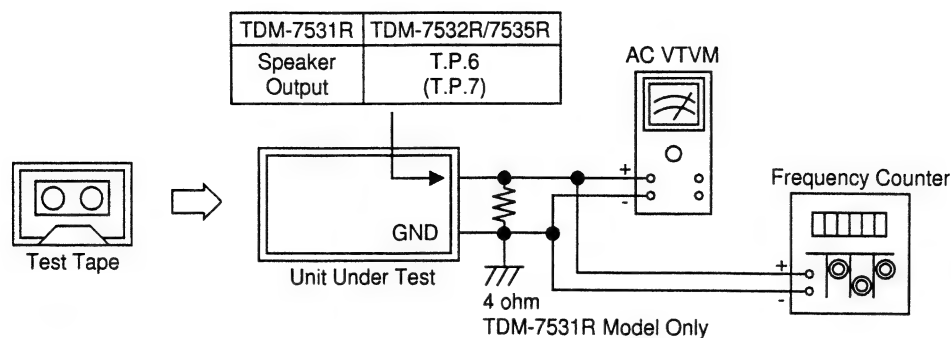 TDM-7531R TDM-7532R/7535R
Speaker Output T.P.6 (T.P.7)
AC VTVM
+
-
Frequency Counter
+
-
GND
Test Tape
Unit Under Test
4 ohm
TDM-7531R Model Only